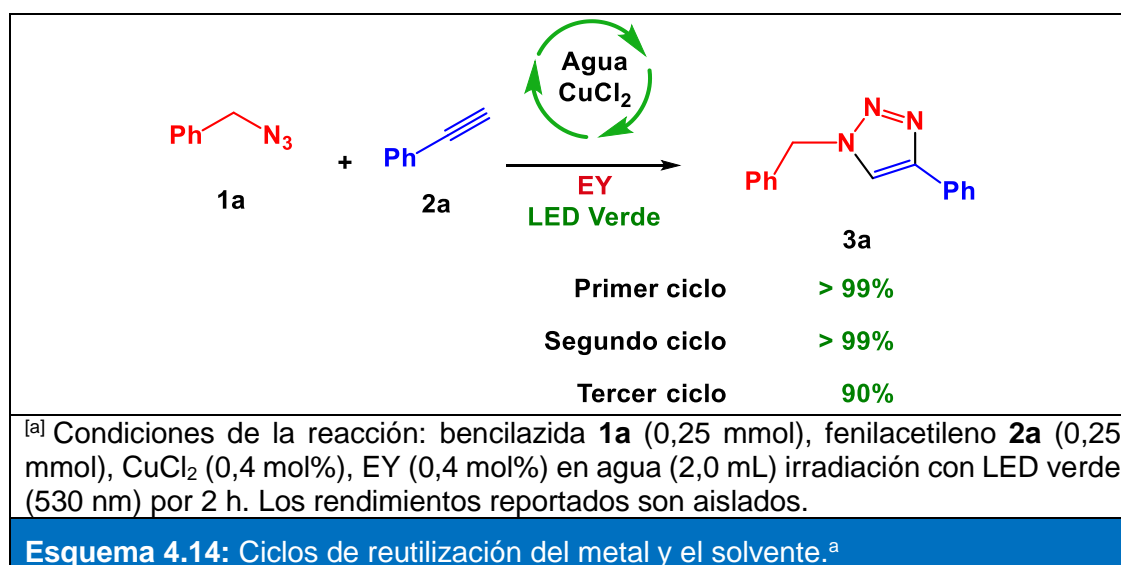 Agua
CuCl₂
Ph N₃
1a
+
Ph
2a
EY
LED Verde
N N
N
Ph
Ph
3a
Primer ciclo > 99%
Segundo ciclo > 99%
Tercer ciclo 90%
[a] Condiciones de la reacción: bencilazida 1a (0,25 mmol), fenilacetileno 2a (0,25
mmol), CuCl₂ (0,4 mol%), EY (0,4 mol%) en agua (2,0 mL) irradiación con LED verde
(530 nm) por 2 h. Los rendimientos reportados son aislados.
Esquema 4.14: Ciclos de reutilización del metal y el solvente.ᵃ